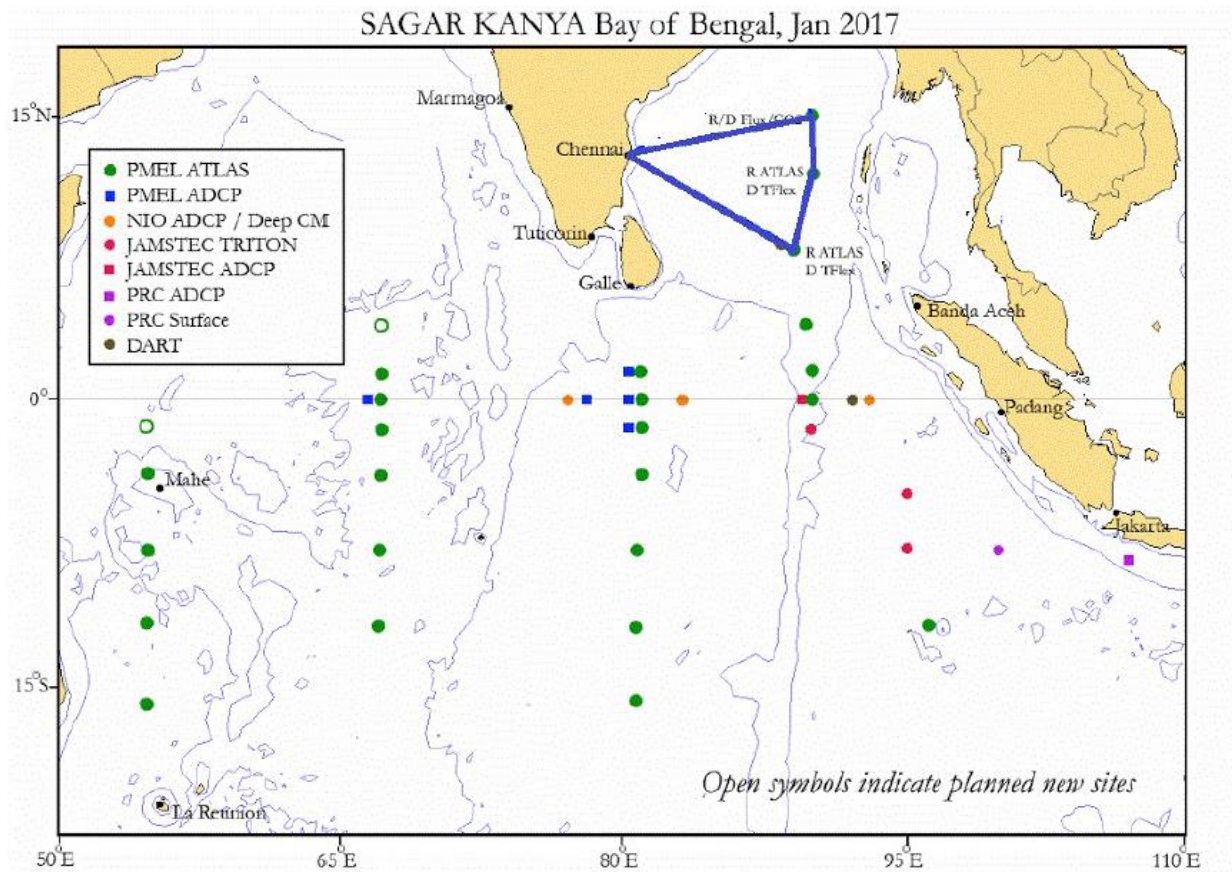 SAGAR KANYA Bay of Bengal, Jan 2017
15°N
Marmagoa
R/D Flux/CO2
Chennai
PMEL ATLAS
PMEL ADCP
NIO ADCP / Deep CM
JAMSTEC TRITON
JAMSTEC ADCP
PRC ADCP
PRC Surface
DART
R ATLAS
D TFlex
Tuticorin
R ATLAS
D TFlex
Galle
Banda Aceh
0°
Padang
Mahe
Jakarta
15°S
Open symbols indicate planned new sites
La Reunion
50°E
65°E
80°E
95°E
110°E